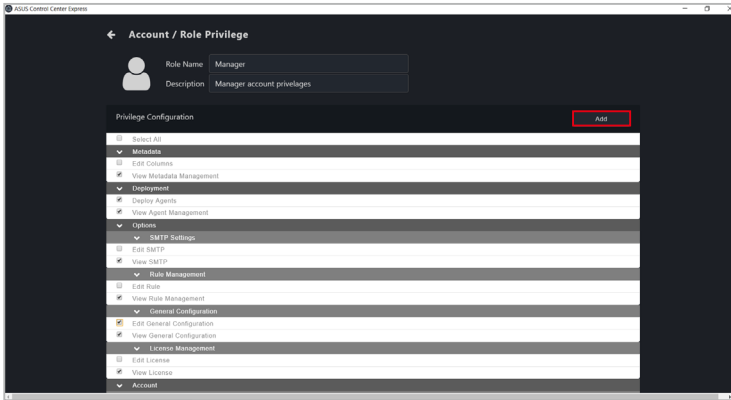 ASUS Control Center Express
Account / Role Privilege
Role Name Manager
Description Manager account privelages
Privilege Configuration Add
Select All
Metadata
Edit Columns
View Metadata Management
Deployment
Deploy Agents
View Agent Management
Options
SMTP Settings
Edit SMTP
View SMTP
Rule Management
Edit Rule
View Rule Management
General Configuration
Edit General Configuration
View General Configuration
License Management
Edit License
View License
Account